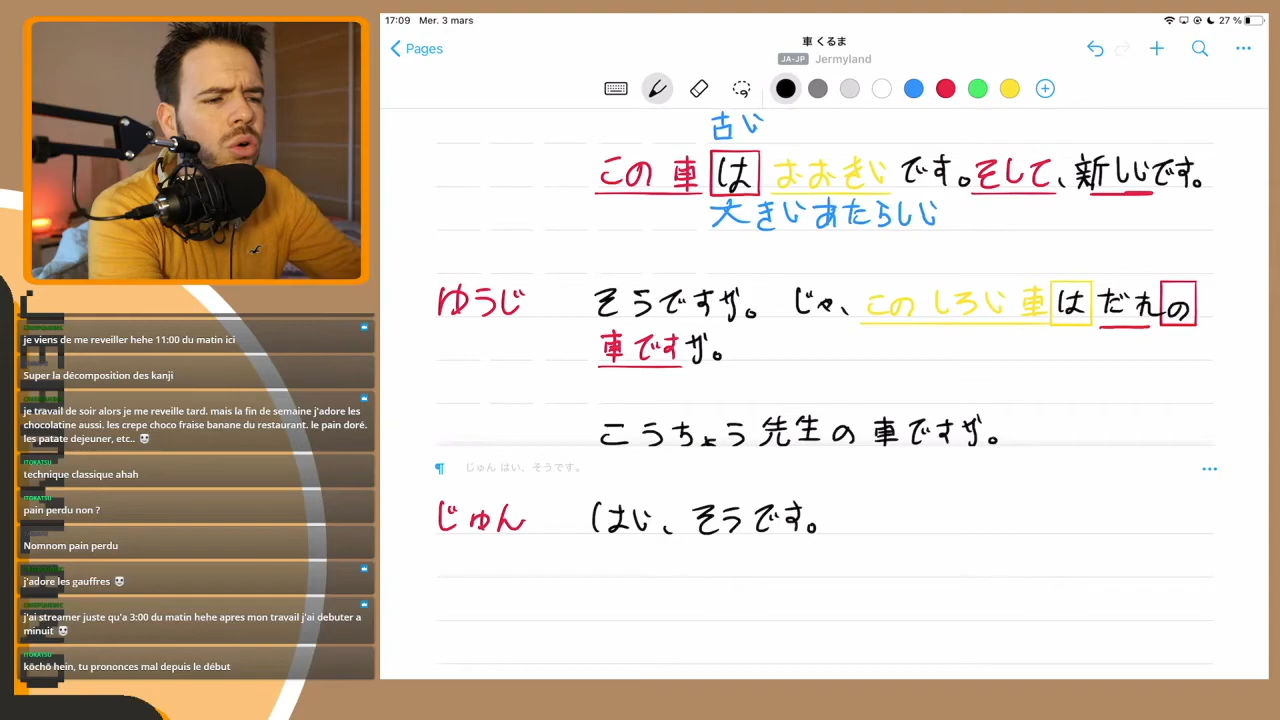 17:09 Mer. 3 mars
27 %
Pages
車 くるま
JA-JP Jermyland
古い
この 車 は おおきい です。そして、新しいです。
大きい あたらしい
ゆうじ そうですか。 じゃ、このしろい 車 は だれの
車ですか。
こうちょう先生の車ですか。
じゅん はい、そうです。
じゅん はい、そうです。
je viens de me reveiller hehe 11:00 du matin ici
Super la décomposition des kanji
je travail de soir alors je me reveille tard. mais la fin de semaine j'adore les
chocolatine aussi. les crepe choco fraise banane du restaurant. le pain doré.
les patate dejeuner, etc..
ITOKATSU
technique classique ahah
ITOKATSU
pain perdu non ?
Nomnom pain perdu
j'adore les gauffres
j'ai streamer juste qu'a 3:00 du matin hehe apres mon travail j'ai debuter a
minuit
ITOKATSU
kōchō hein, tu prononces mal depuis le début